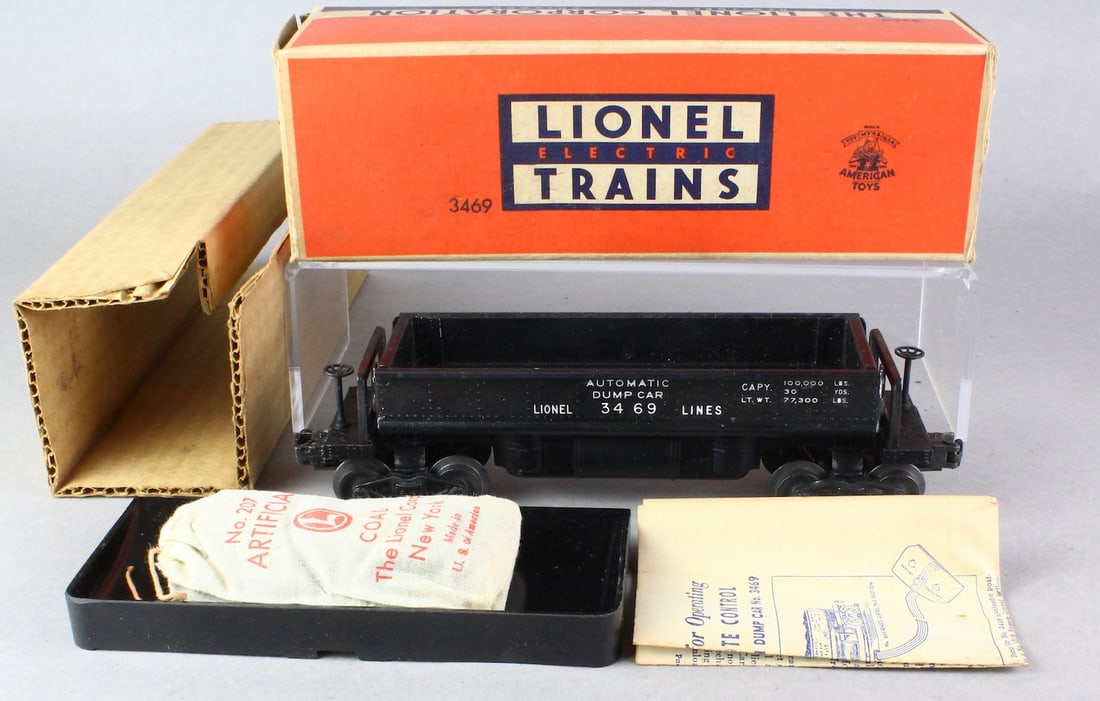 THE LIONEL CORPORATION
LIONEL
ELECTRIC
TRAINS
3469
AMERICAN
TOYS
AUTOMATIC
DUMP CAR
LIONEL 3469 LINES
CAPY. 100,000 LBS.
30 YDS.
LT. WT. 77,300 LBS.
No. 207
ARTIFICIA
L
COAL
The Lionel Corp
New York
Made in
U. S. of America
For Operating
TE CONTROL
DUMP CAR No. 3469